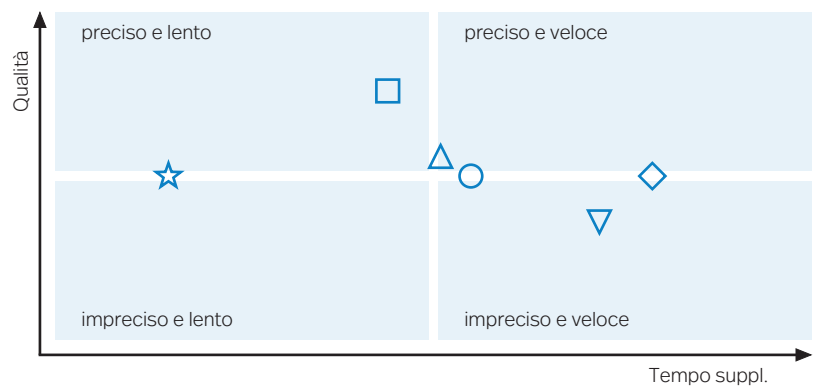 preciso e lento
preciso e veloce
Qualità
impreciso e lento
impreciso e veloce
Tempo suppl.